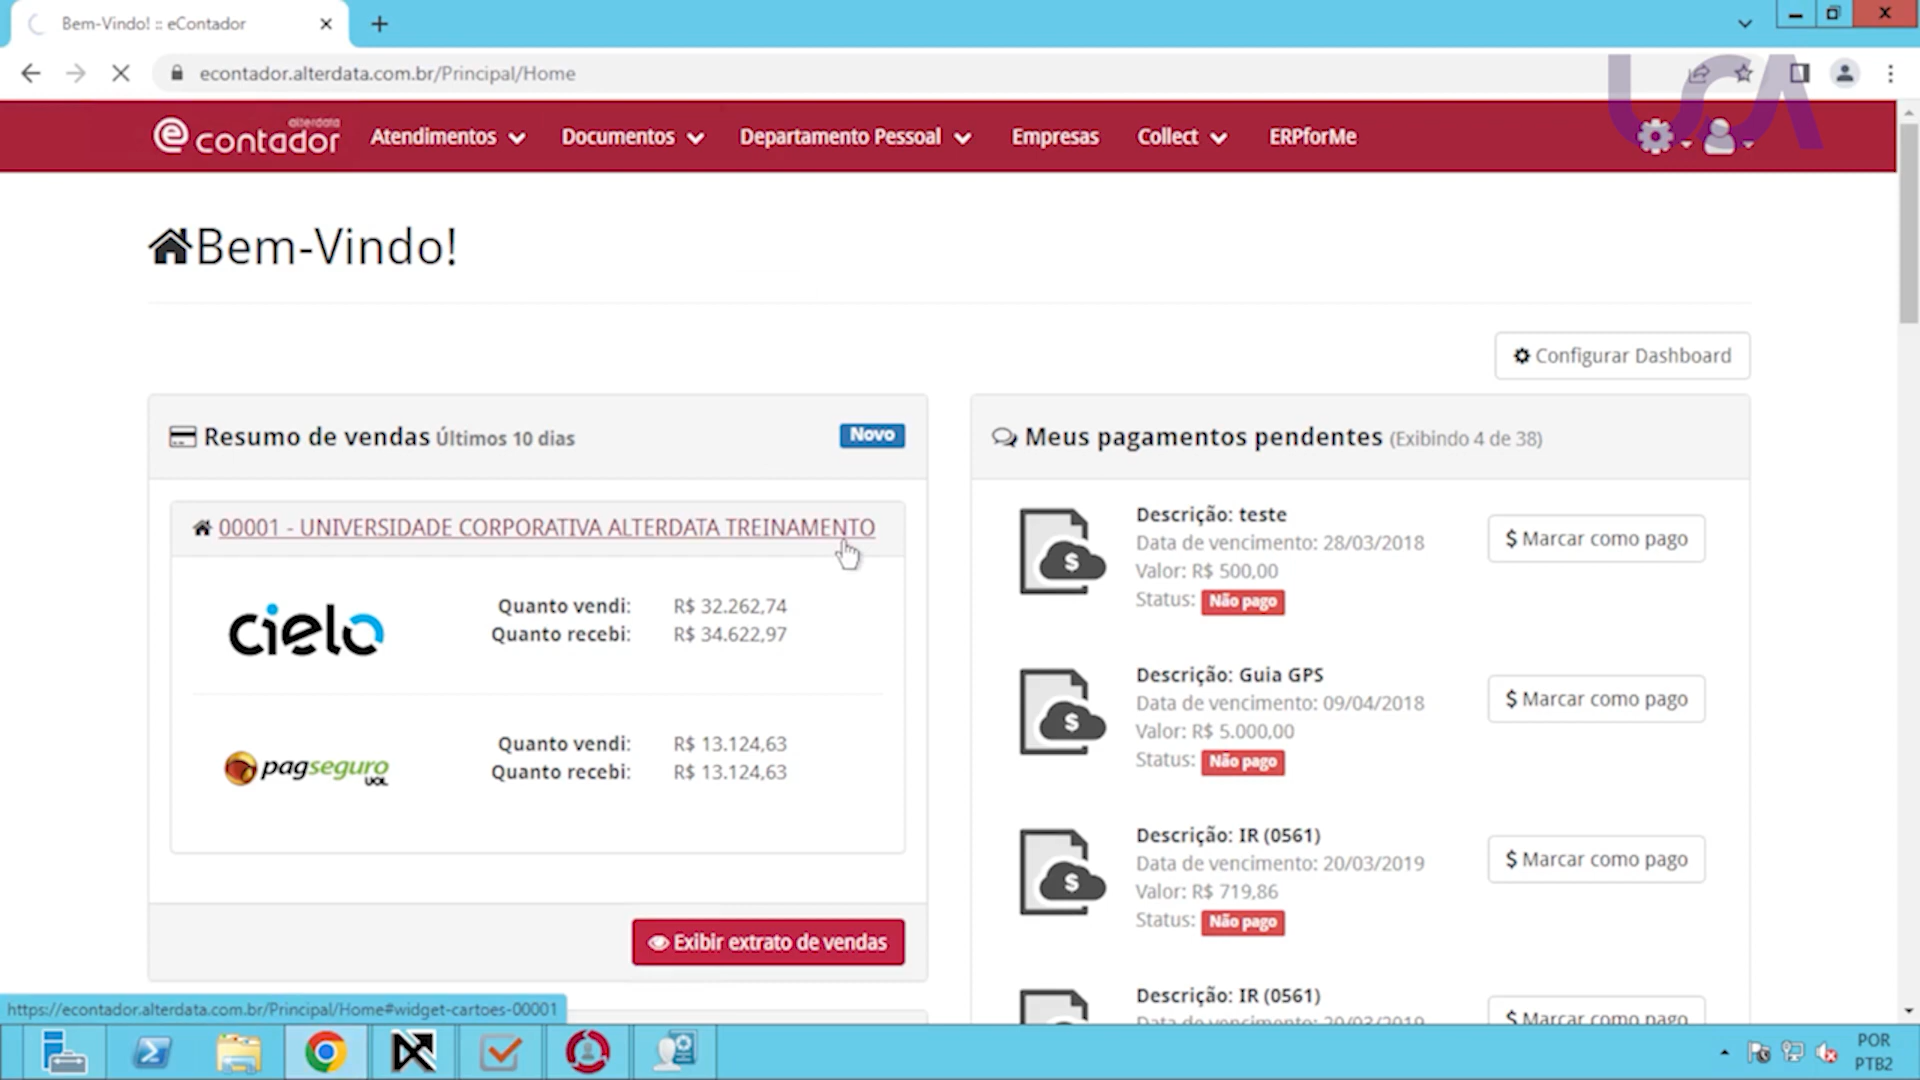 Bem-Vindo! :: eContador
econtador.alterdata.com.br/Principal/Home
UCA
alterdata
e contador
Atendimentos
Documentos
Departamento Pessoal
Empresas
Collect
ERPforMe
Bem-Vindo!
Configurar Dashboard
Resumo de vendas Últimos 10 dias
Novo
00001 - UNIVERSIDADE CORPORATIVA ALTERDATA TREINAMENTO
cielo
Quanto vendi: R$ 32.262,74
Quanto recebi: R$ 34.622,97
pagseguro
UOL
Quanto vendi: R$ 13.124,63
Quanto recebi: R$ 13.124,63
Exibir extrato de vendas
Meus pagamentos pendentes (Exibindo 4 de 38)
Descrição: teste
Data de vencimento: 28/03/2018
Valor: R$ 500,00
Status: Não pago
$ Marcar como pago
Descrição: Guia GPS
Data de vencimento: 09/04/2018
Valor: R$ 5.000,00
Status: Não pago
$ Marcar como pago
Descrição: IR (0561)
Data de vencimento: 20/03/2019
Valor: R$ 719,86
Status: Não pago
$ Marcar como pago
Descrição: IR (0561)
Data de vencimento: 20/03/2019
$ Marcar como pago
https://econtador.alterdata.com.br/Principal/Home#widget-cartoes-00001
POR
PTB2